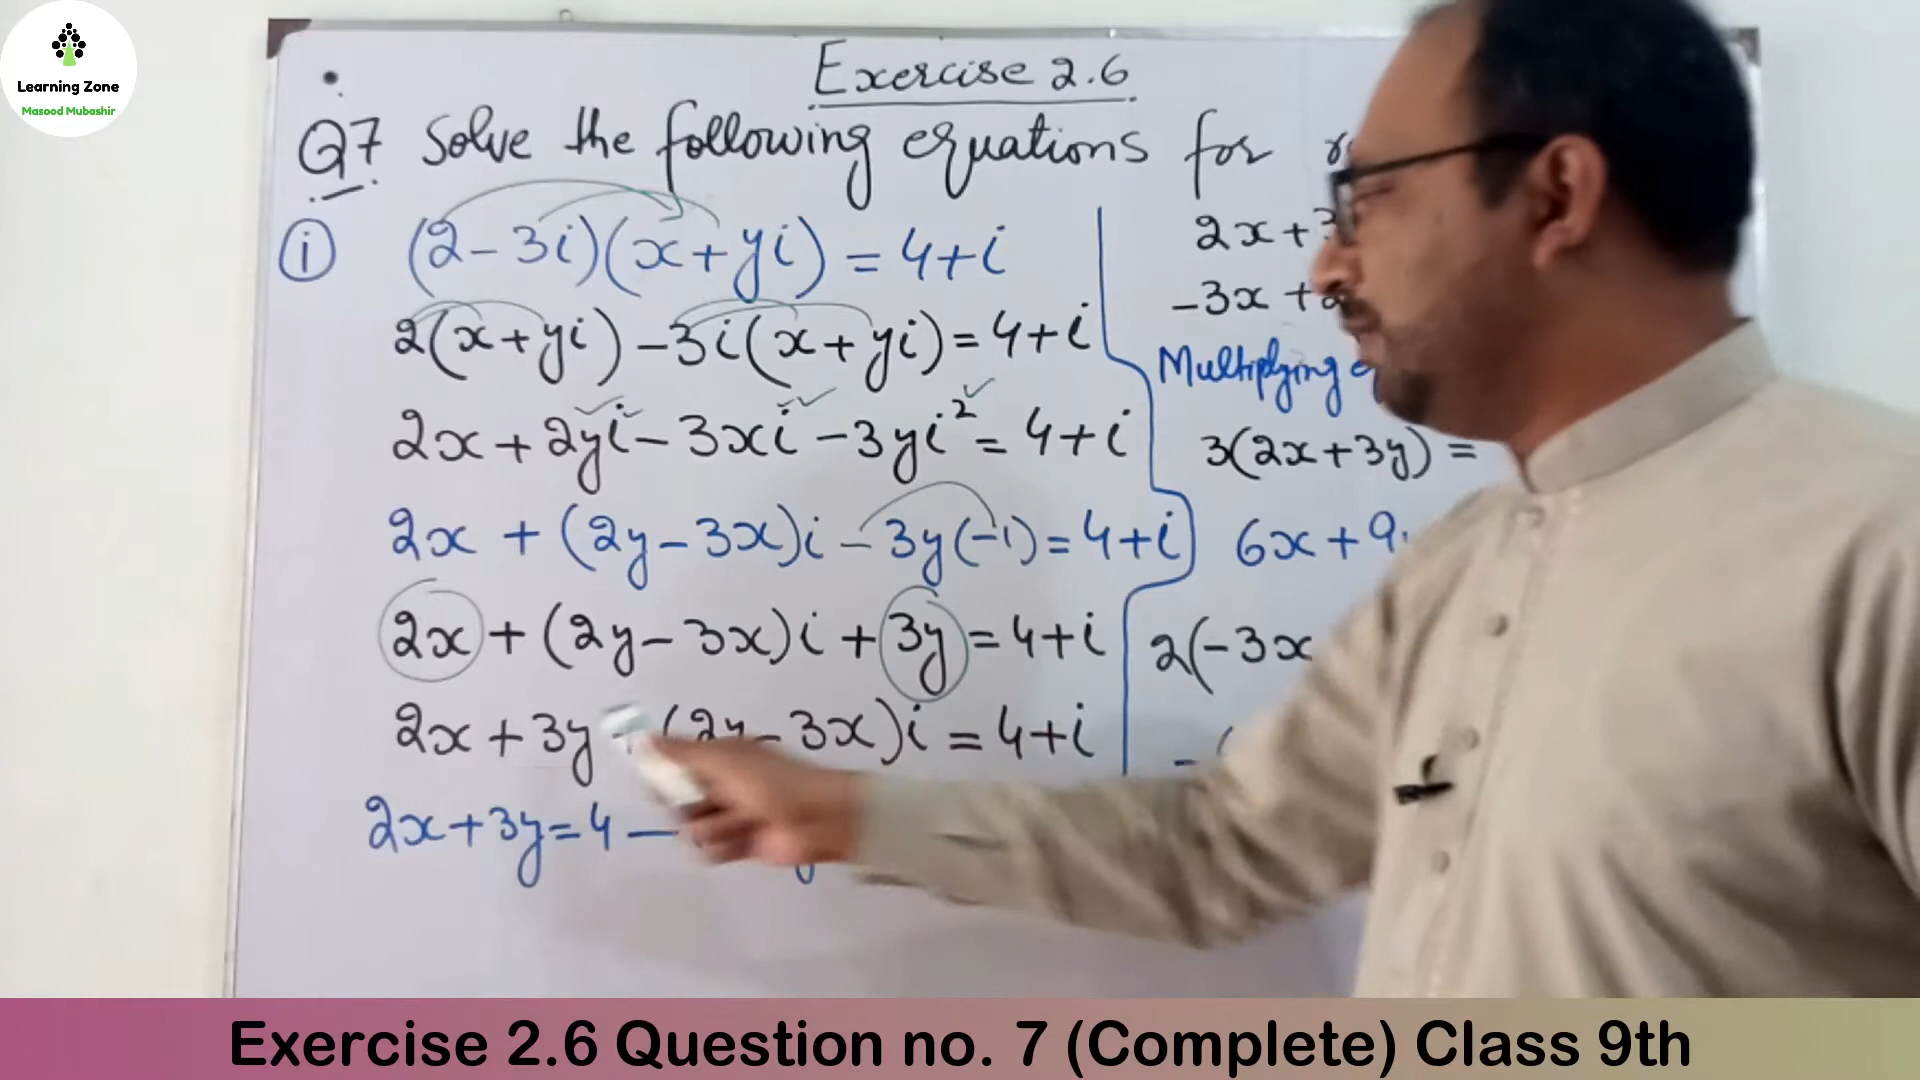 Learning Zone
Masood Mubashir
Exercise 2.6
Q7 Solve the following equations for
(i) (2-3i)(x+yi) = 4+i
2(x+yi) -3i(x+yi) = 4+i
2x + 2yi - 3xi - 3yi² = 4+i
2x + (2y-3x)i - 3y(-1) = 4+i
2x + (2y-3x)i + 3y = 4+i
2x + 3y + (2y-3x)i = 4+i
2x+3y=4 —
2x+3
-3x +2
Multiplying
3(2x+3y) =
6x+9
2(-3x
Exercise 2.6 Question no. 7 (Complete) Class 9th